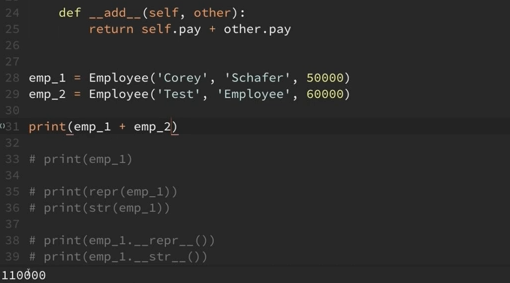 24     def __add__(self, other):
25         return self.pay + other.pay
26
27
28 emp_1 = Employee('Corey', 'Schafer', 50000)
29 emp_2 = Employee('Test', 'Employee', 60000)
30
31 print(emp_1 + emp_2)
32
33 # print(emp_1)
34
35 # print(repr(emp_1))
36 # print(str(emp_1))
37
38 # print(emp_1.__repr__())
39 # print(emp_1.__str__())
110000